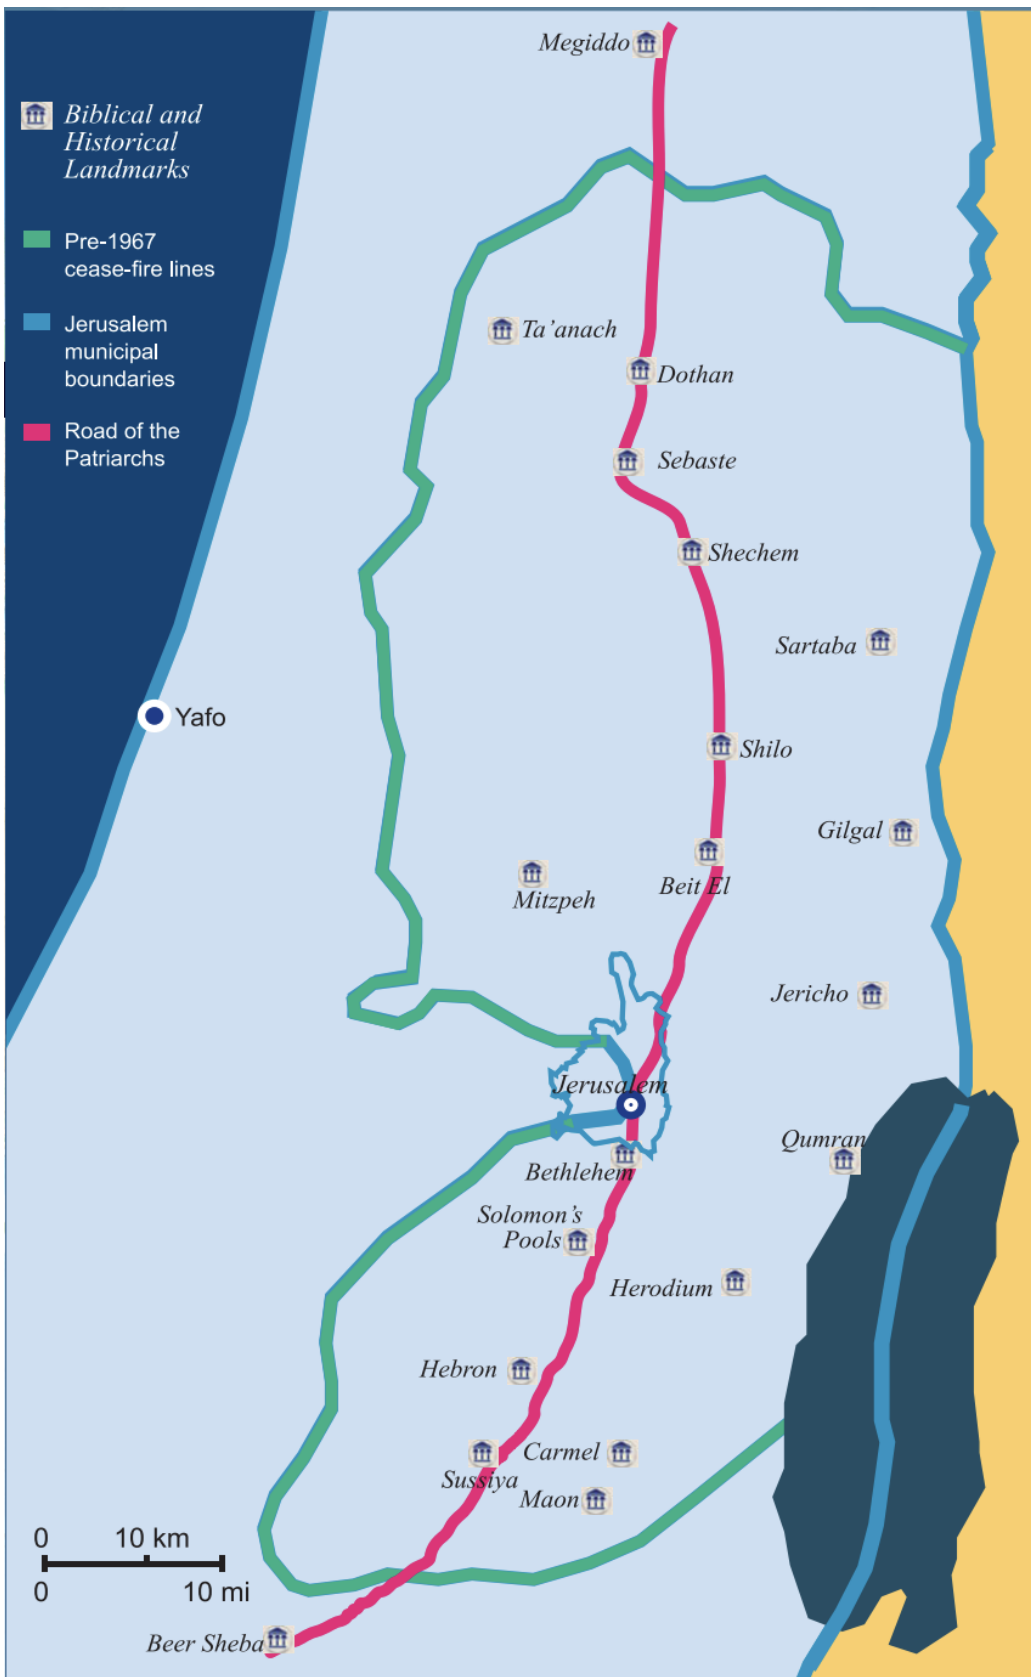 Megiddo
Biblical and
Historical
Landmarks
Pre-1967
cease-fire lines
Jerusalem
municipal
boundaries
Road of the
Patriarchs
Ta’anach
Dothan
Sebaste
Shechem
Sartaba
Yafo
Shilo
Gilgal
Beit El
Mitzpeh
Jericho
Jerusalem
Qumran
Bethlehem
Solomon’s
Pools
Herodium
Hebron
Carmel
Sussiya
Maon
0 10 km
0 10 mi
Beer Sheba